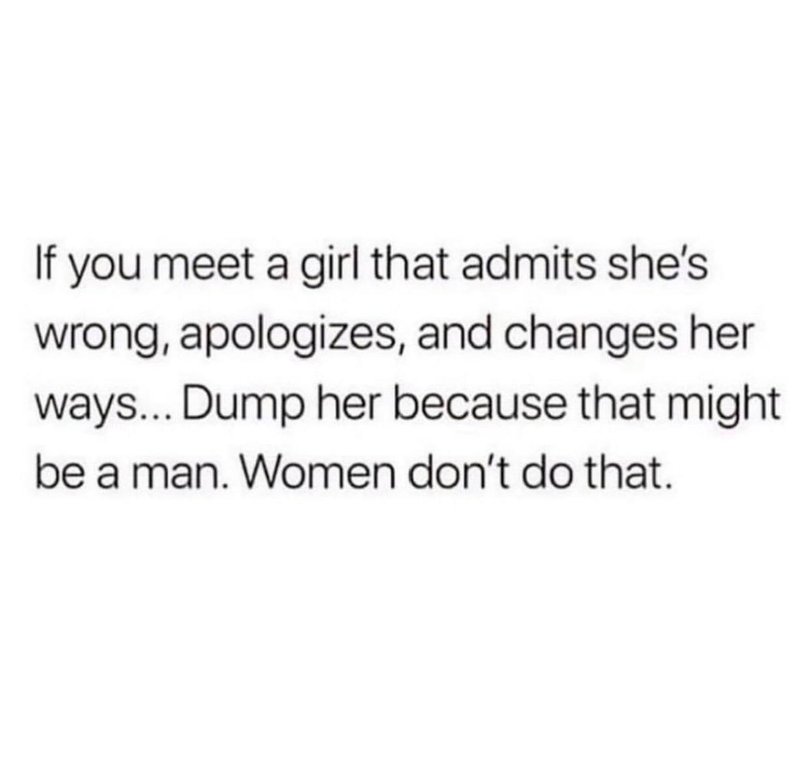 If you meet a girl that admits she's
wrong, apologizes, and changes her
ways... Dump her because that might
be a man. Women don't do that.